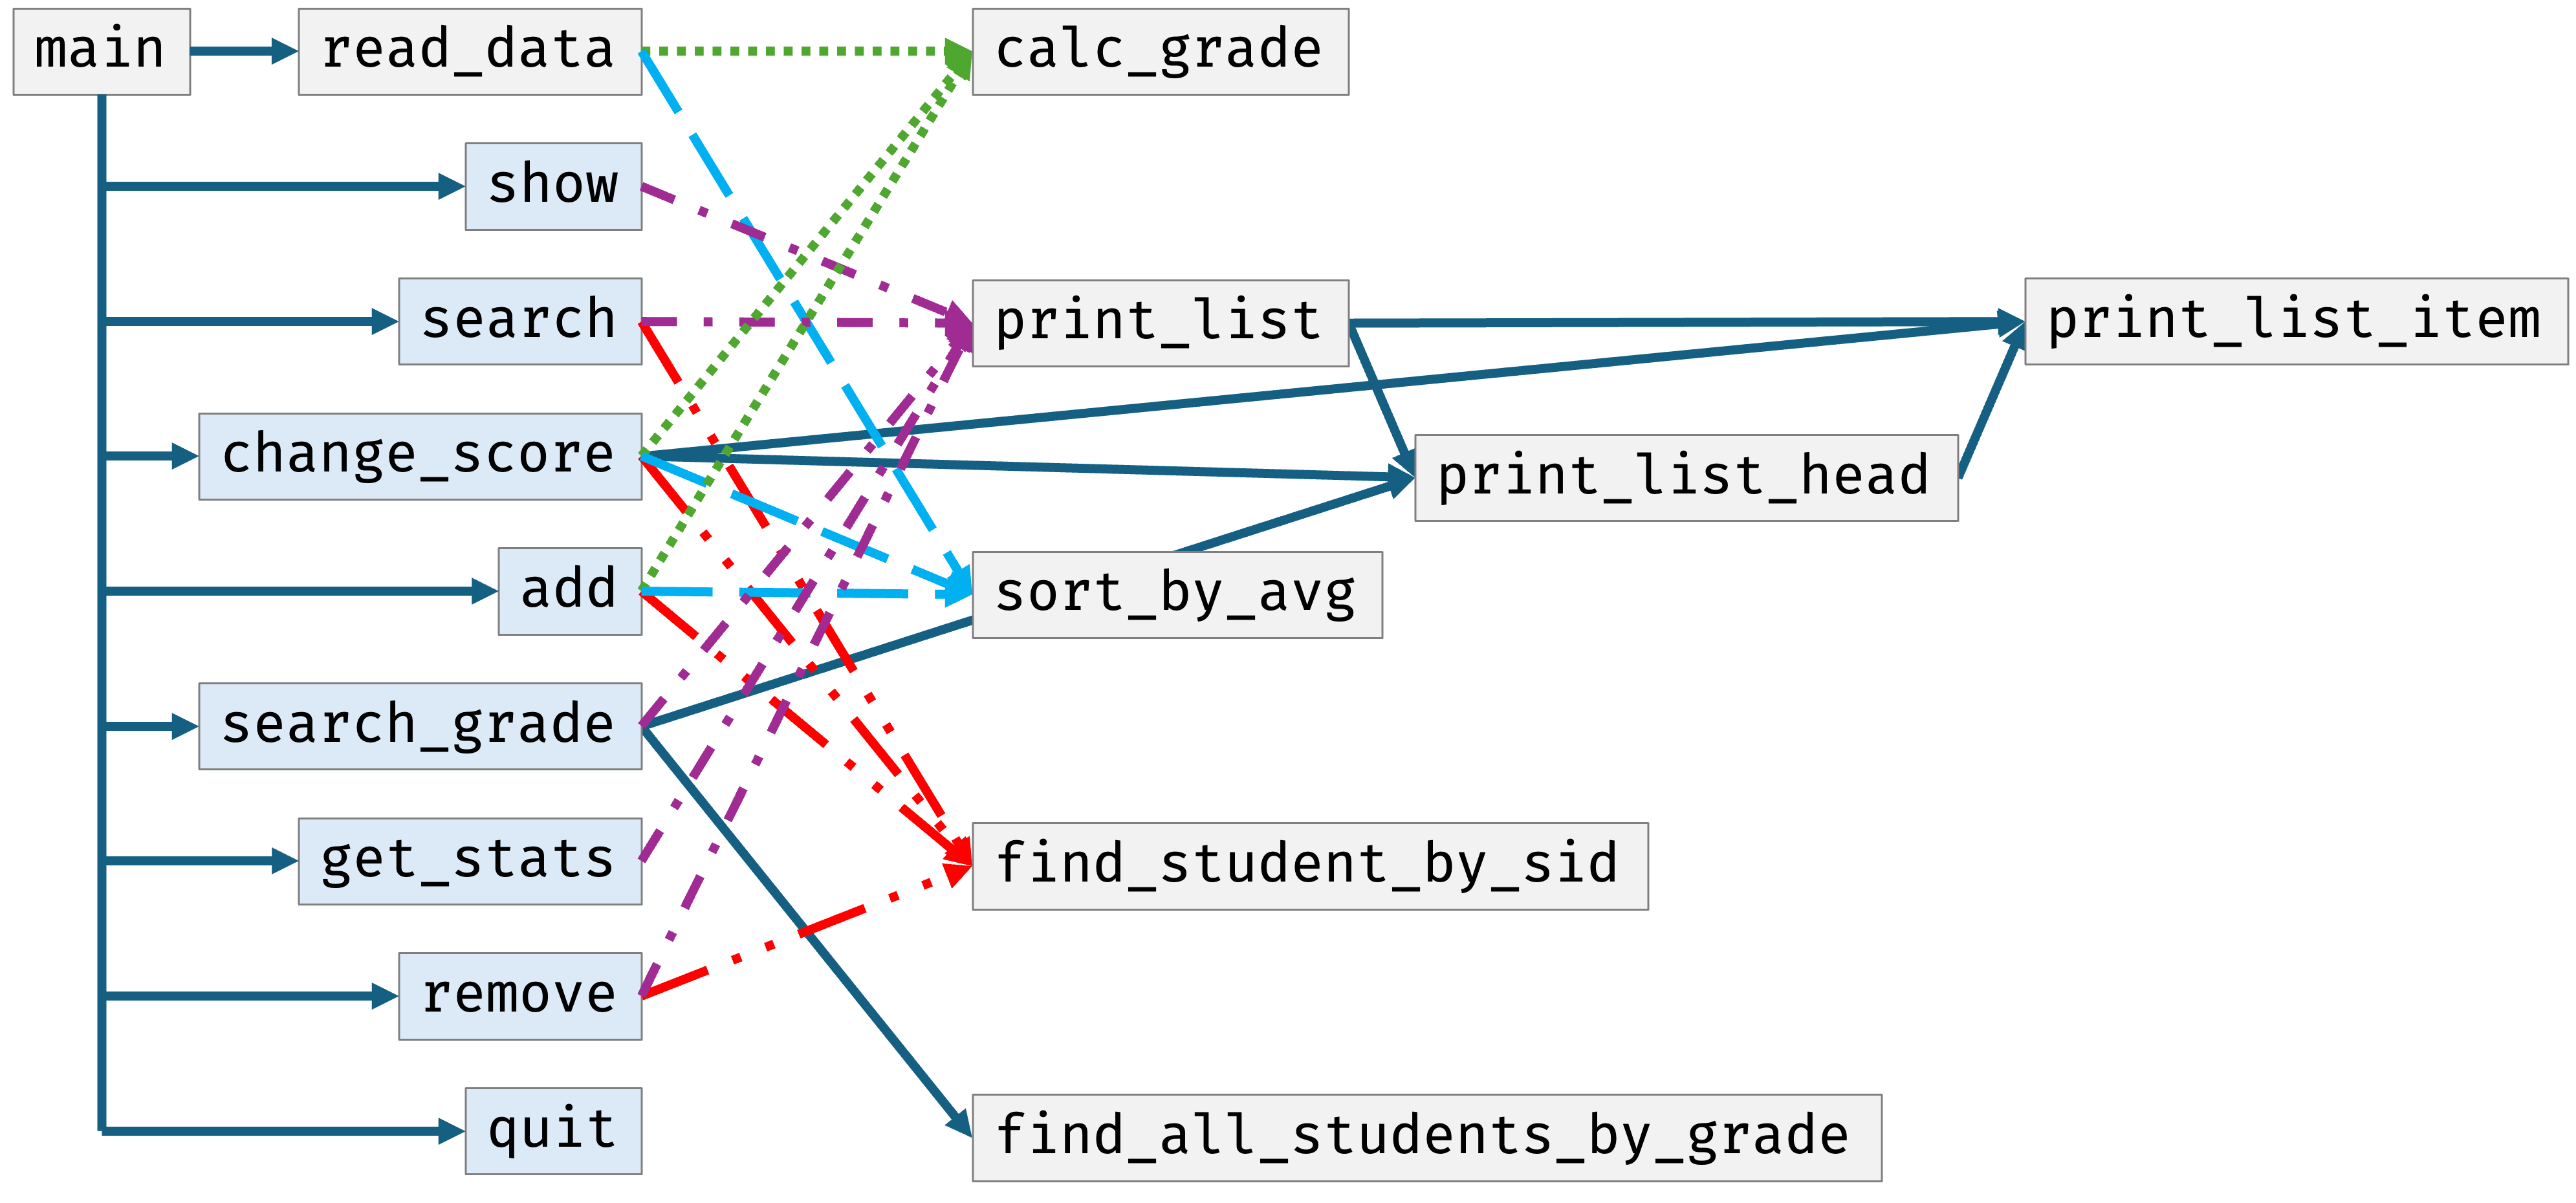 main
read_data
calc_grade
show
search
print_list
print_list_item
change_score
print_list_head
add
sort_by_avg
search_grade
get_stats
find_student_by_sid
remove
quit
find_all_students_by_grade